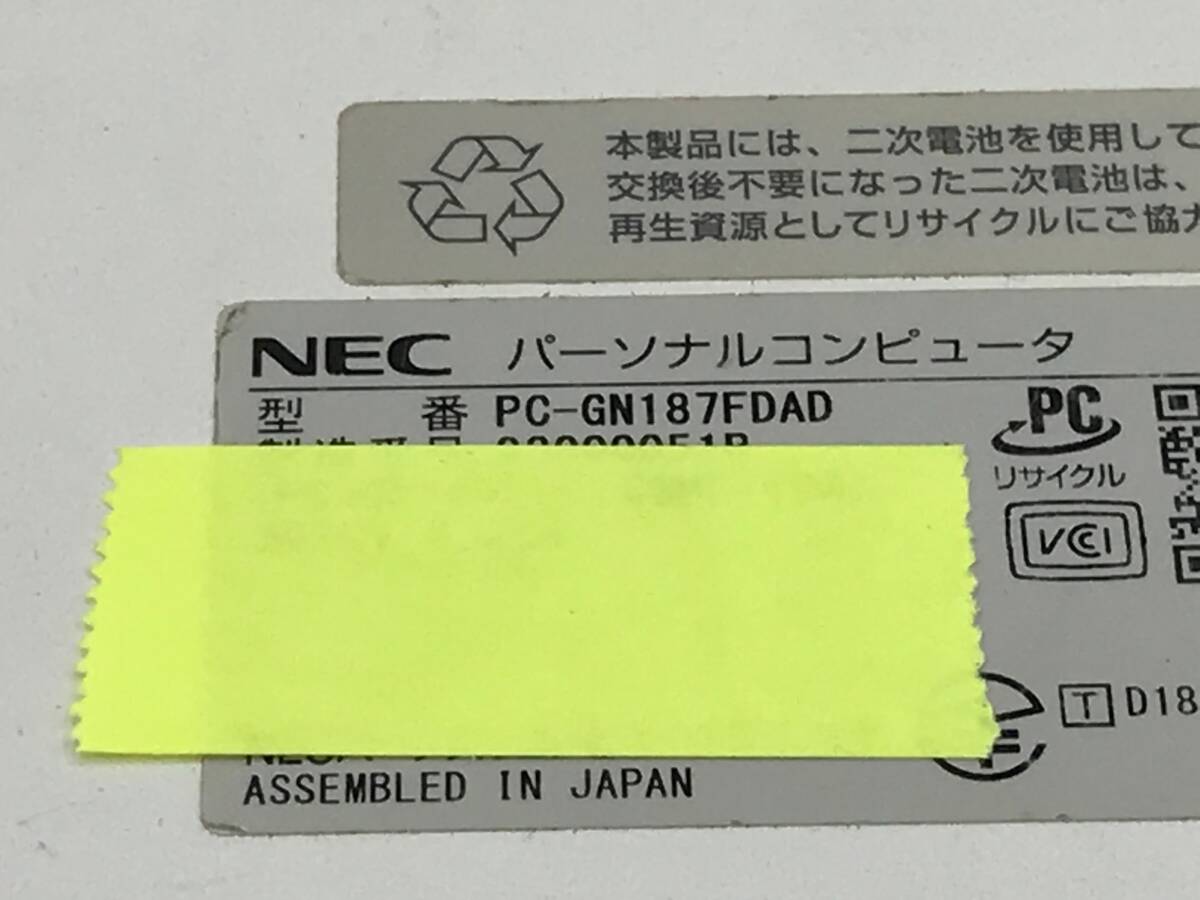 本製品には、二次電池を使用して
交換後不要になった二次電池は、
再生資源としてリサイクルにご協力
NEC パーソナルコンピュータ
型 番 PC-GN187FDAD
PC
リサイクル
VCCI
T D18
ASSEMBLED IN JAPAN